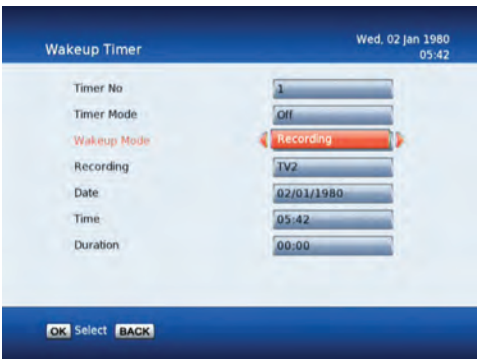 Wakeup Timer
Wed, 02 Jan 1980
05:42
Timer No 1
Timer Mode Off
Wakeup Mode Recording
Recording TV2
Date 02/01/1980
Time 05:42
Duration 00:00
OK Select BACK